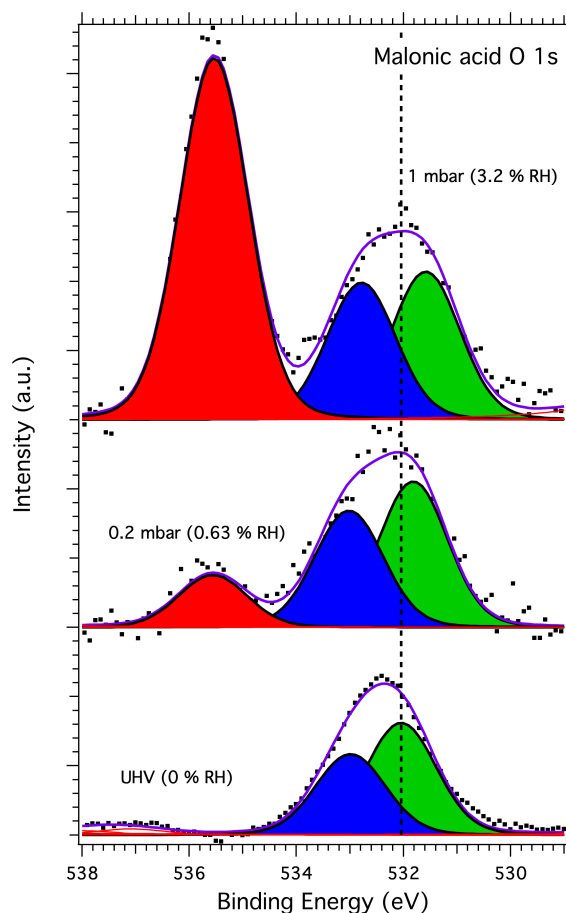 Malonic acid O 1s
1 mbar (3.2 % RH)
0.2 mbar (0.63 % RH)
UHV (0 % RH)
Intensity (a.u.)
538 536 534 532 530
Binding Energy (eV)